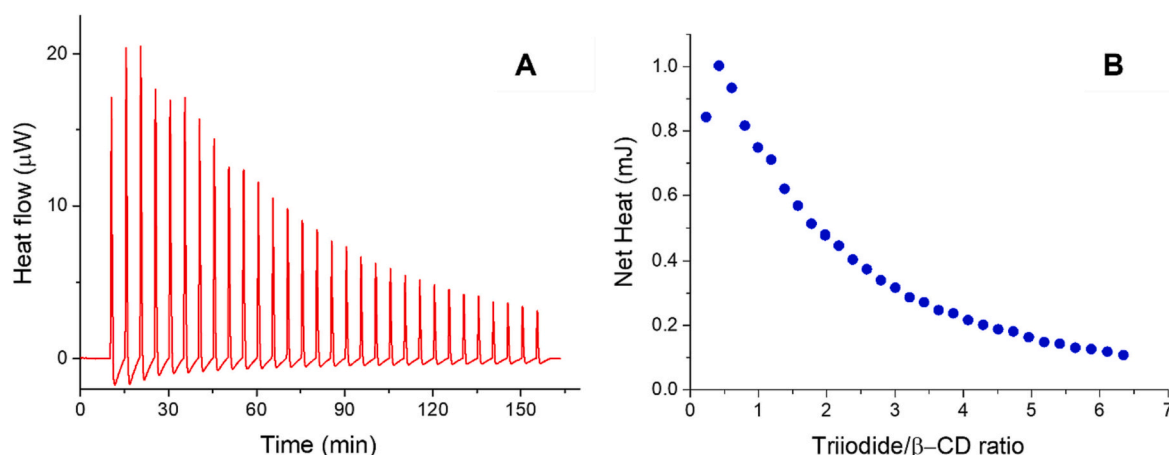 A
Heat flow (μW)
20
10
0
0 30 60 90 120 150
Time (min)
B
Net Heat (mJ)
1.0
0.8
0.6
0.4
0.2
0.0
0 1 2 3 4 5 6 7
Triiodide/β–CD ratio